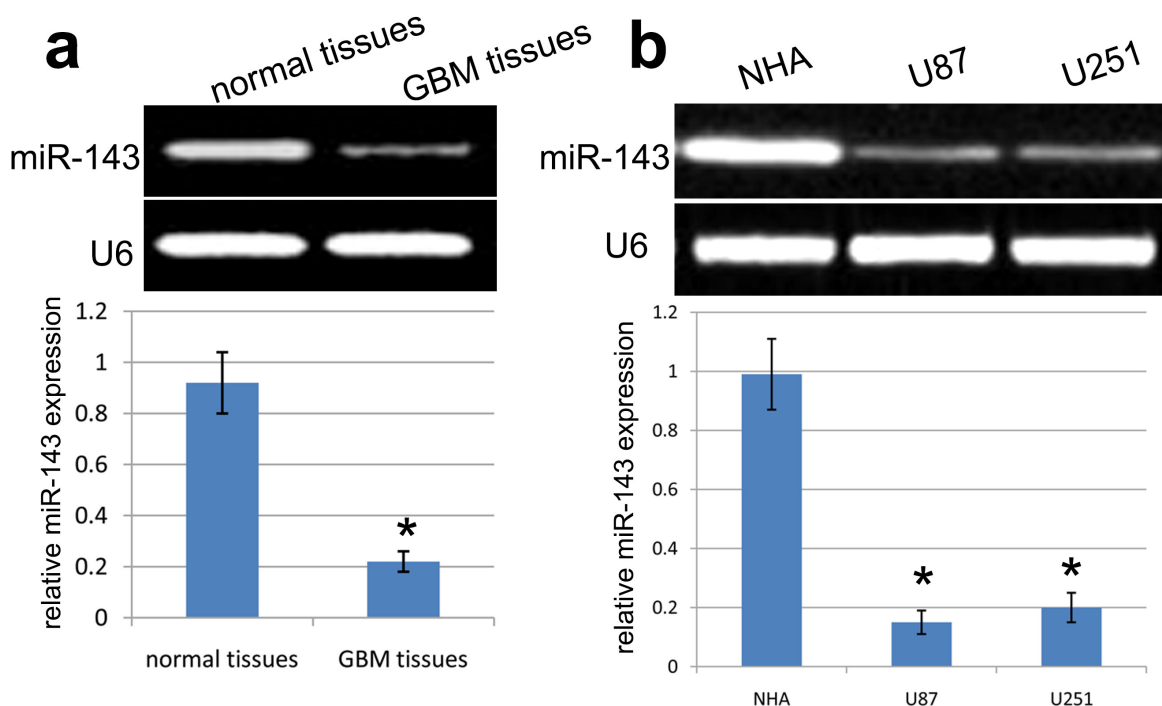 a
normal tissues
GBM tissues
miR-143
U6
relative miR-143 expression
1.2
1
0.8
0.6
0.4
0.2
0
*
normal tissues
GBM tissues
b
NHA
U87
U251
miR-143
U6
relative miR-143 expression
1.2
1
0.8
0.6
0.4
0.2
0
*
*
NHA
U87
U251